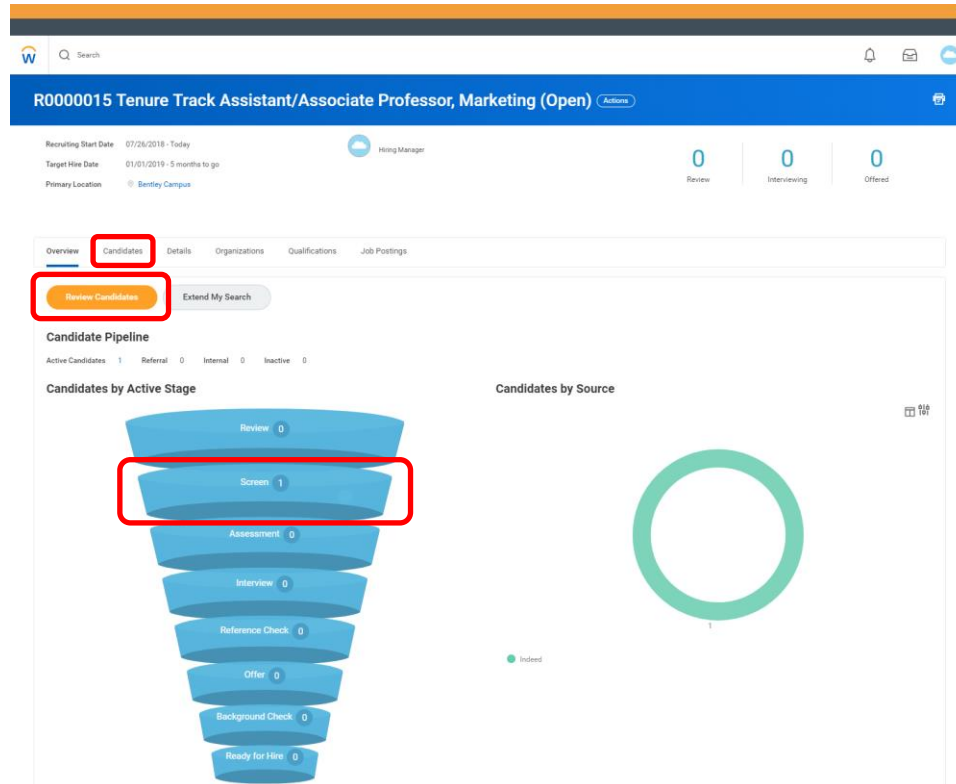 Search
R0000015 Tenure Track Assistant/Associate Professor, Marketing (Open) Actions
Recruiting Start Date 07/26/2018 - Today
Target Hire Date 01/01/2019 - 5 months to go
Primary Location Bentley Campus
Hiring Manager
0 0 0
Review Interviewing Offered
Overview Candidates Details Organizations Qualifications Job Postings
Review Candidates Extend My Search
Candidate Pipeline
Active Candidates 1 Referral 0 Internal 0 Inactive 0
Candidates by Active Stage
Review 0
Screen 1
Assessment 0
Interview 0
Reference Check 0
Offer 0
Background Check 0
Ready for Hire 0
Candidates by Source
1
Indeed